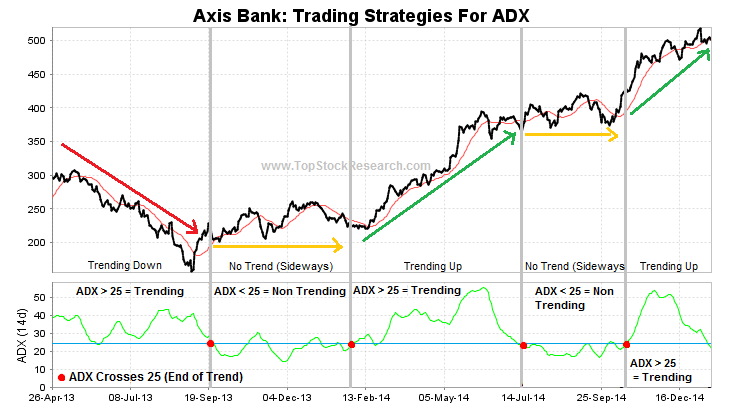 Axis Bank: Trading Strategies For ADX
500
450
400
350
300
250
200
www.TopStockResearch.com
Trending Down
No Trend (Sideways)
Trending Up
No Trend (Sideways
Trending Up
ADX (14d)
50
40
30
20
10
0
ADX > 25 = Trending
ADX < 25 = Non Trending
ADX > 25 = Trending
ADX < 25 = Non
Trending
ADX > 25
= Trending
ADX Crosses 25 (End of Trend)
26-Apr-13
08-Jul-13
19-Sep-13
04-Dec-13
13-Feb-14
05-May-14
14-Jul-14
25-Sep-14
16-Dec-14